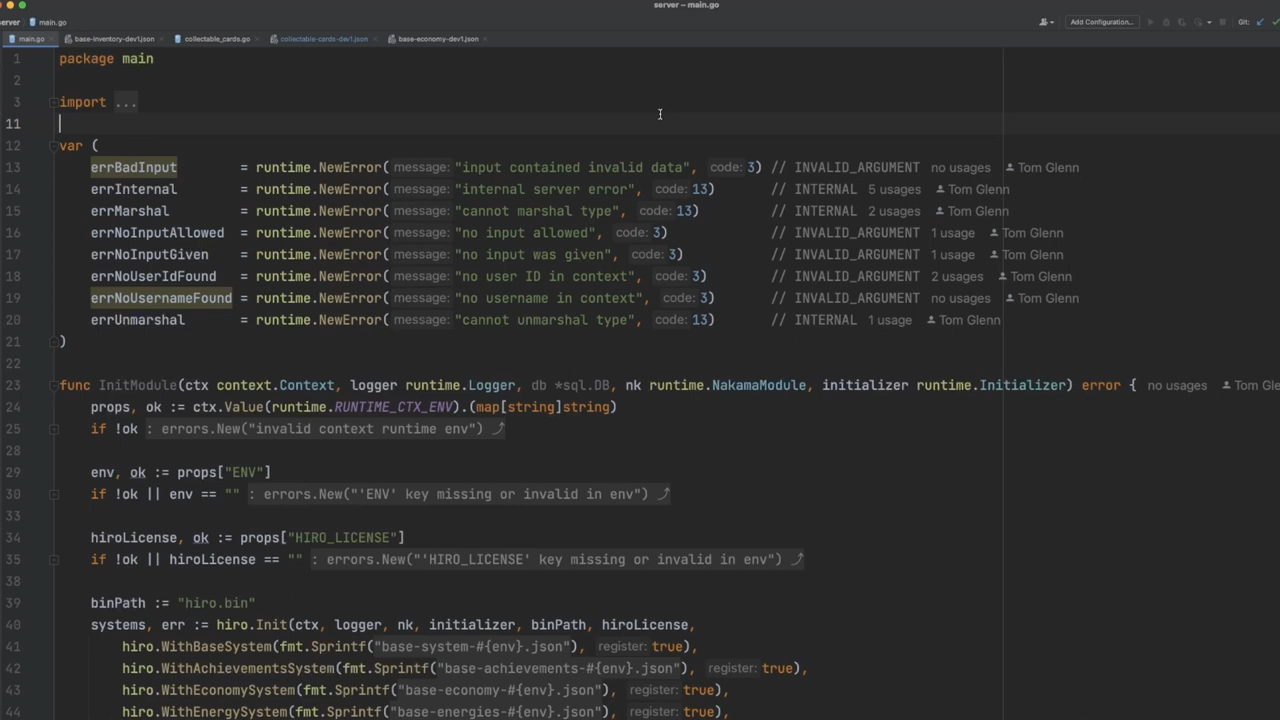 server – main.go
server main.go Add Configuration... Git:
main.go base-inventory-dev1.json collectable_cards.go collectable-cards-dev1.json base-economy-dev1.json
1 package main
2
3 import ...
11
12 var (
13 errBadInput = runtime.NewError( message: "input contained invalid data", code: 3) // INVALID_ARGUMENT no usages Tom Glenn
14 errInternal = runtime.NewError( message: "internal server error", code: 13) // INTERNAL 5 usages Tom Glenn
15 errMarshal = runtime.NewError( message: "cannot marshal type", code: 13) // INTERNAL 2 usages Tom Glenn
16 errNoInputAllowed = runtime.NewError( message: "no input allowed", code: 3) // INVALID_ARGUMENT 1 usage Tom Glenn
17 errNoInputGiven = runtime.NewError( message: "no input was given", code: 3) // INVALID_ARGUMENT 1 usage Tom Glenn
18 errNoUserIdFound = runtime.NewError( message: "no user ID in context", code: 3) // INVALID_ARGUMENT 2 usages Tom Glenn
19 errNoUsernameFound = runtime.NewError( message: "no username in context", code: 3) // INVALID_ARGUMENT no usages Tom Glenn
20 errUnmarshal = runtime.NewError( message: "cannot unmarshal type", code: 13) // INTERNAL 1 usage Tom Glenn
21 )
22
23 func InitModule(ctx context.Context, logger runtime.Logger, db *sql.DB, nk runtime.NakamaModule, initializer runtime.Initializer) error { no usages Tom Gle
24 props, ok := ctx.Value(runtime.RUNTIME_CTX_ENV).(map[string]string)
25 if !ok : errors.New("invalid context runtime env")
28
29 env, ok := props["ENV"]
30 if !ok || env == "" : errors.New("'ENV' key missing or invalid in env")
33
34 hiroLicense, ok := props["HIRO_LICENSE"]
35 if !ok || hiroLicense == "" : errors.New("'HIRO_LICENSE' key missing or invalid in env")
38
39 binPath := "hiro.bin"
40 systems, err := hiro.Init(ctx, logger, nk, initializer, binPath, hiroLicense,
41 hiro.WithBaseSystem(fmt.Sprintf("base-system-#{env}.json"), register: true),
42 hiro.WithAchievementsSystem(fmt.Sprintf("base-achievements-#{env}.json"), register: true),
43 hiro.WithEconomySystem(fmt.Sprintf("base-economy-#{env}.json"), register: true),
44 hiro.WithEnergySystem(fmt.Sprintf("base-energies-#{env}.json"), register: true),